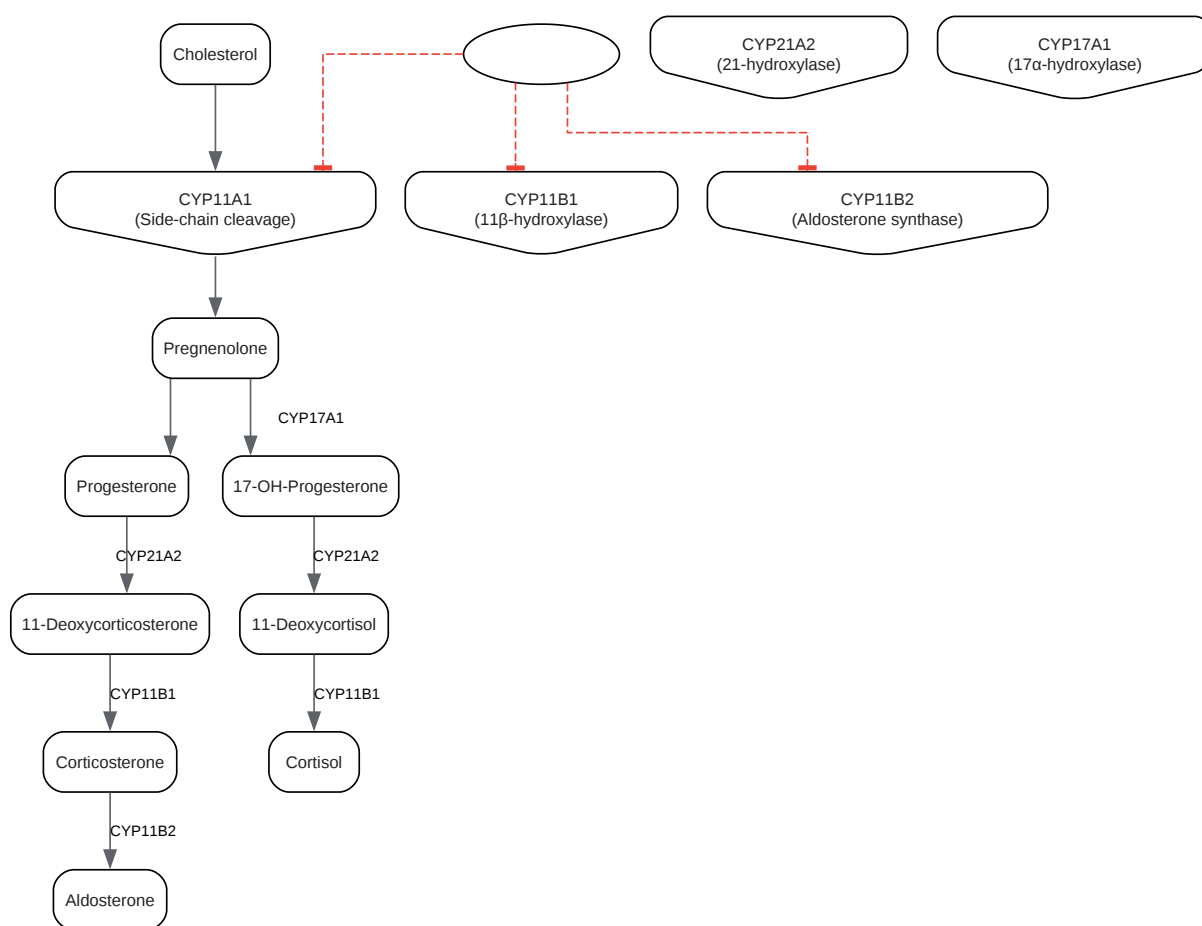 Cholesterol
CYP21A2
(21-hydroxylase)
CYP17A1
(17α-hydroxylase)
CYP11A1
(Side-chain cleavage)
CYP11B1
(11β-hydroxylase)
CYP11B2
(Aldosterone synthase)
Pregnenolone
CYP17A1
Progesterone
17-OH-Progesterone
CYP21A2
CYP21A2
11-Deoxycorticosterone
11-Deoxycortisol
CYP11B1
CYP11B1
Corticosterone
Cortisol
CYP11B2
Aldosterone